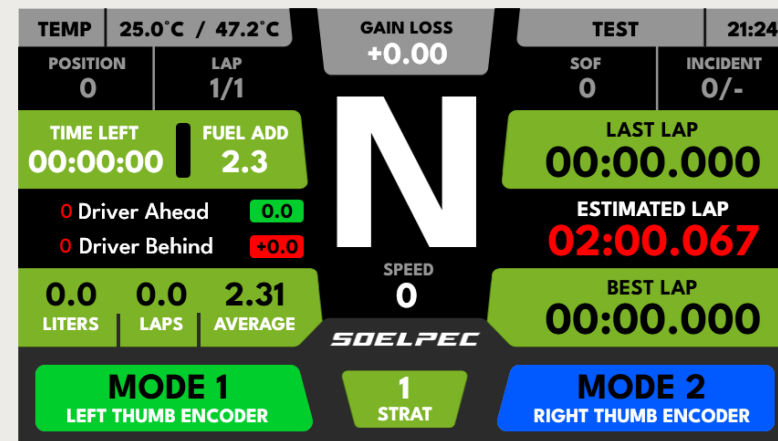 TEMP 25.0°C / 47.2°C GAIN LOSS TEST 21:24
+0.00
POSITION LAP SOF INCIDENT
0 1/1 0 0/-
N
TIME LEFT FUEL ADD LAST LAP
00:00:00 2.3 00:00.000
0 Driver Ahead 0.0 ESTIMATED LAP
0 Driver Behind +0.0 02:00.067
SPEED
0
0.0 0.0 2.31 BEST LAP
LITERS LAPS AVERAGE 00:00.000
SOELPEC
MODE 1 1 MODE 2
LEFT THUMB ENCODER STRAT RIGHT THUMB ENCODER